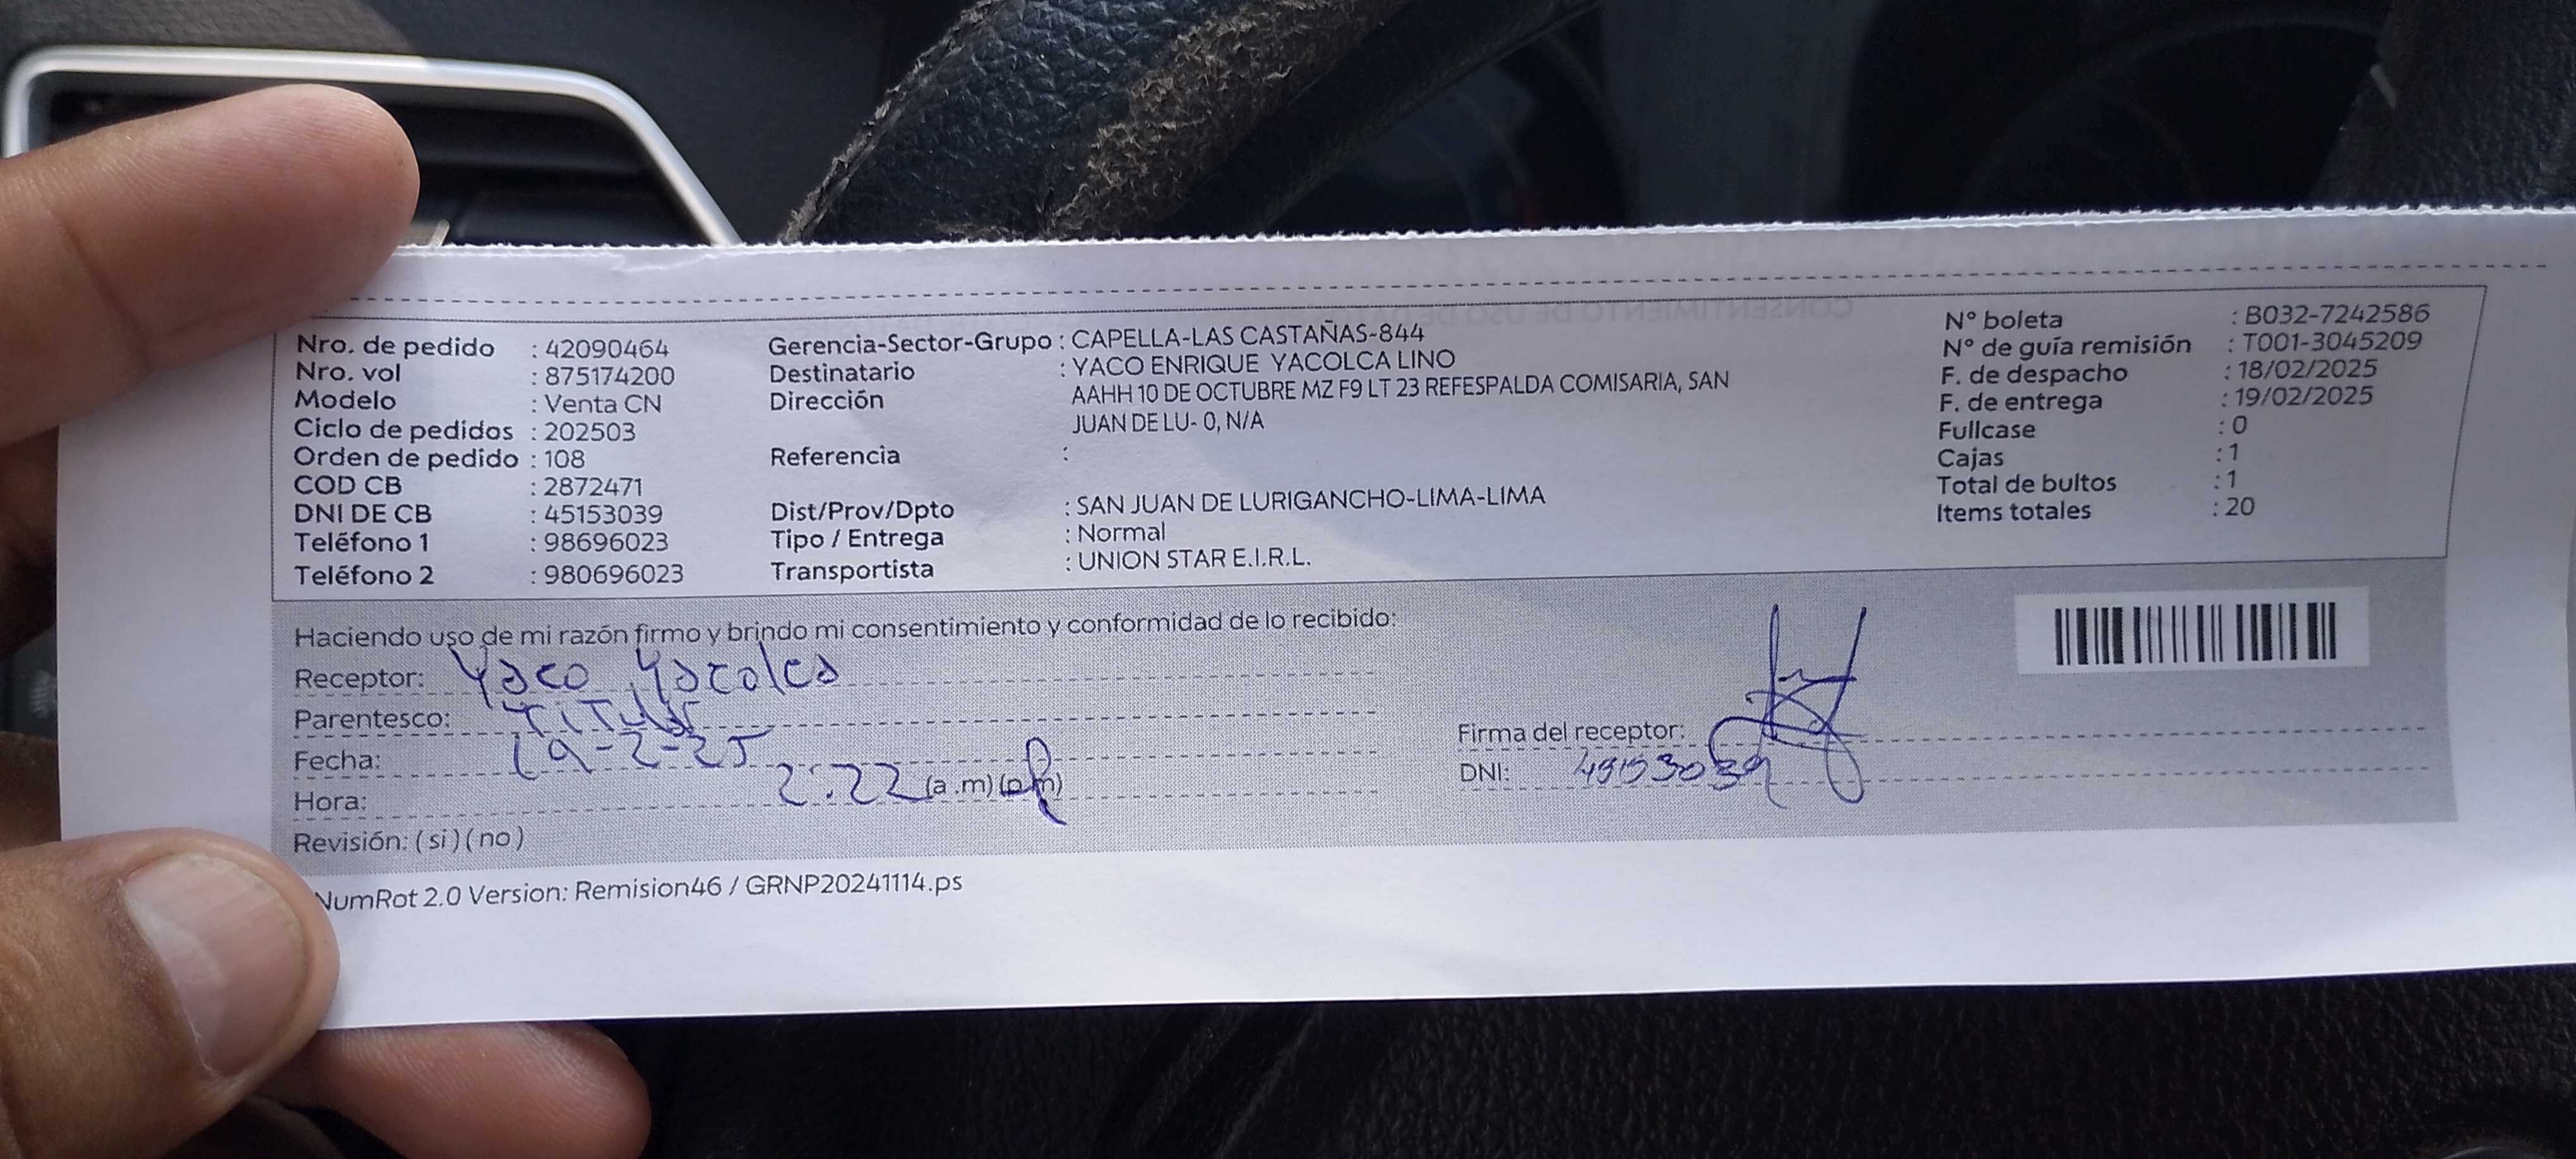 Nro. de pedido : 42090464
Nro. vol : 875174200
Modelo : Venta CN
Ciclo de pedidos : 202503
Orden de pedido : 108
COD CB : 2872471
DNI DE CB : 45153039
Teléfono 1 : 98696023
Teléfono 2 : 980696023
Gerencia-Sector-Grupo : CAPELLA-LAS CASTAÑAS-844
Destinatario : YACO ENRIQUE YACOLCA LINO
Dirección AAHH 10 DE OCTUBRE MZ F9 LT 23 REFESPALDA COMISARIA, SAN
JUAN DE LU- 0, N/A
Referencia :
Dist/Prov/Dpto : SAN JUAN DE LURIGANCHO-LIMA-LIMA
Tipo / Entrega : Normal
Transportista : UNION STAR E.I.R.L.
N° boleta : B032-7242586
N° de guía remisión : T001-3045209
F. de despacho : 18/02/2025
F. de entrega : 19/02/2025
Fullcase : 0
Cajas : 1
Total de bultos : 1
Items totales : 20
Haciendo uso de mi razón firmo y brindo mi consentimiento y conformidad de lo recibido:
Receptor: Yaco Yacolca
Parentesco: Titular
Fecha: 19-2-25
Hora: 2:22 (a.m) (p.m)
Revisión: (si) (no)
Firma del receptor:
DNI: 45153039
NumRot 2.0 Version: Remision46 / GRNP20241114.ps